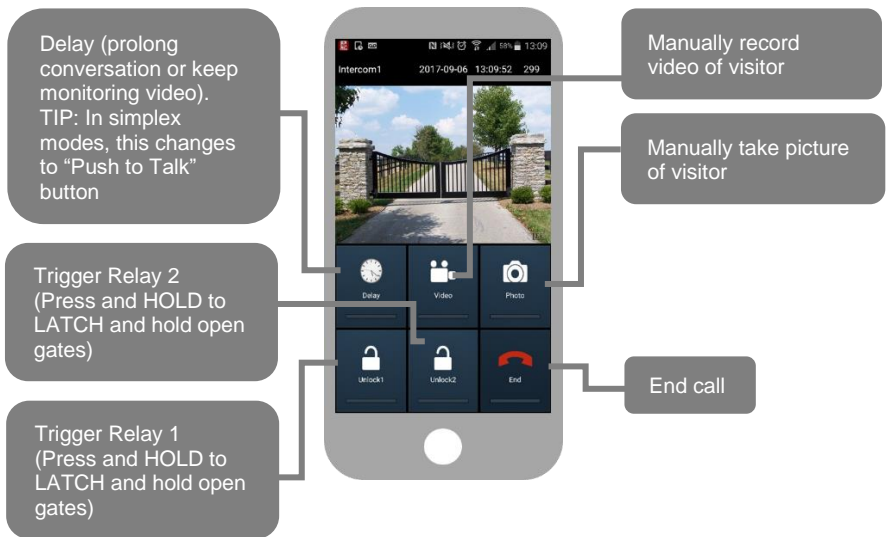 Delay (prolong
conversation or keep
monitoring video).
TIP: In simplex
modes, this changes
to “Push to Talk”
button
Trigger Relay 2
(Press and HOLD to
LATCH and hold open
gates)
Trigger Relay 1
(Press and HOLD to
LATCH and hold open
gates)
58% 13:09
Intercom1 2017-09-06 13:09:52 299
Delay Video Photo
Unlock1 Unlock2 End
Manually record
video of visitor
Manually take picture
of visitor
End call